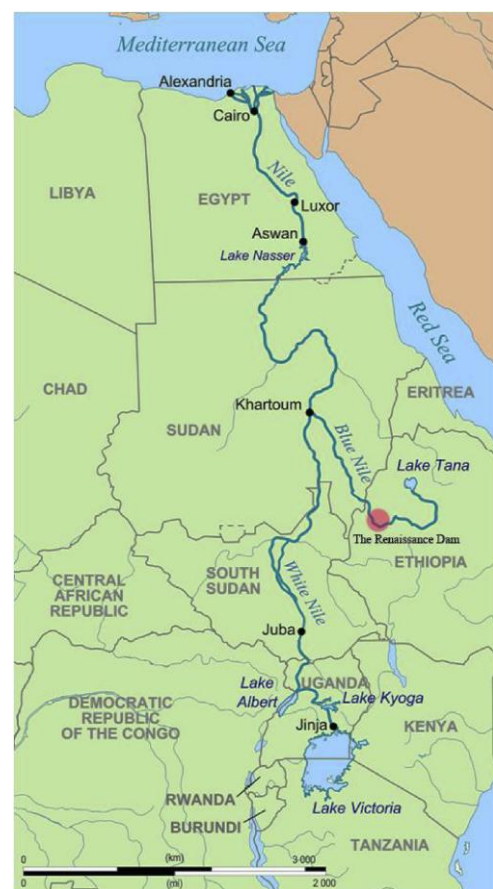 Mediterranean Sea
Alexandria
Cairo
Nile
LIBYA
EGYPT
Luxor
Aswan
Lake Nasser
Red Sea
CHAD
ERITREA
Khartoum
SUDAN
Blue Nile
Lake Tana
The Renaissance Dam
ETHIOPIA
CENTRAL
AFRICAN
REPUBLIC
SOUTH
SUDAN
White Nile
Juba
UGANDA
Lake
Albert
Lake Kyoga
DEMOCRATIC
REPUBLIC
OF THE CONGO
Jinja
KENYA
RWANDA
Lake Victoria
BURUNDI
TANZANIA
0 (km) 3 000
0 (mi) 2 000